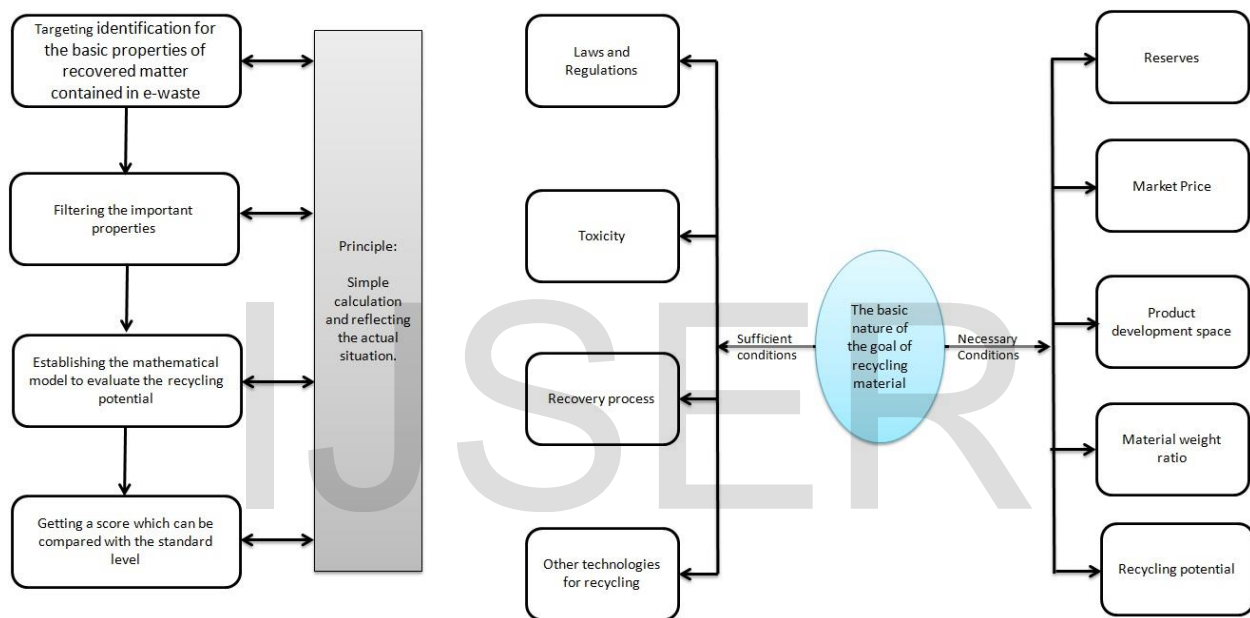 Targeting identification for
the basic properties of
recovered matter
contained in e-waste
Filtering the important
properties
Establishing the mathematical
model to evaluate the recycling
potential
Getting a score which can be
compared with the standard
level
Principle:
Simple
calculation
and reflecting
the actual
situation.
Laws and
Regulations
Toxicity
Recovery process
Other technologies
for recycling
Sufficient
conditions
The basic
nature of
the goal of
recycling
material
Necessary
Conditions
Reserves
Market Price
Product
development space
Material weight
ratio
Recycling potential
IJSER